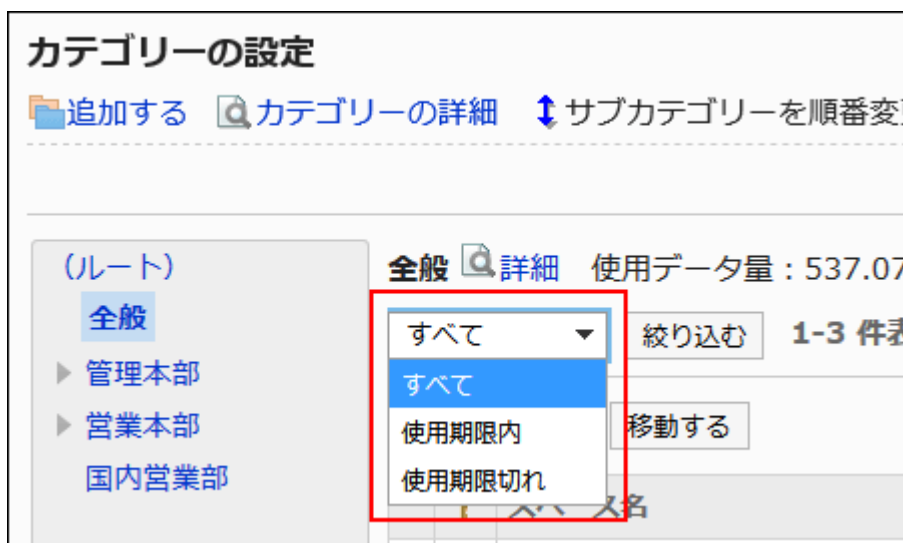 カテゴリーの設定
追加する カテゴリーの詳細 サブカテゴリーを順番変
(ルート)
全般
管理本部
営業本部
国内営業部
全般 詳細 使用データ量：537.07
すべて 絞り込む 1-3 件
すべて
使用期限内
使用期限切れ
移動する